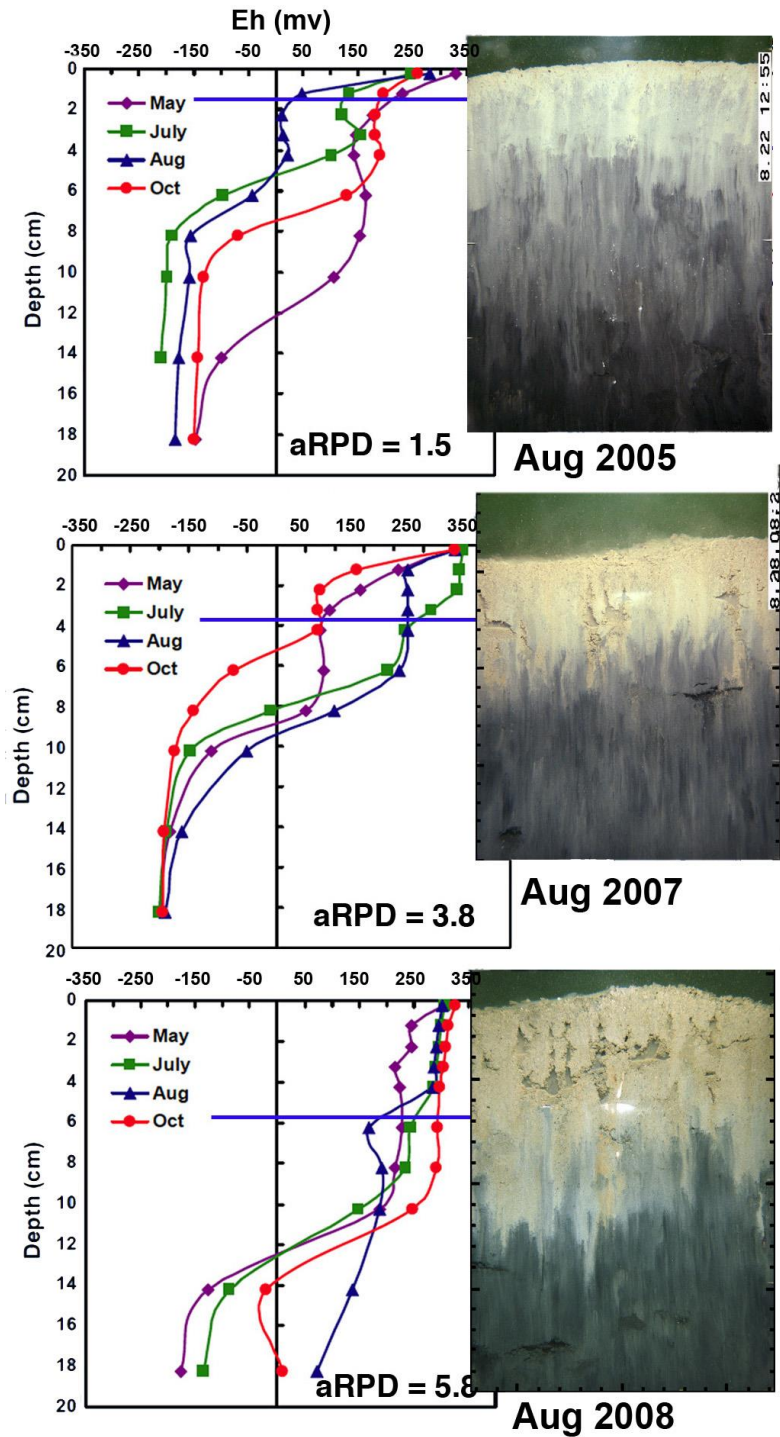 Eh (mv)
-350 -250 -150 -50 50 150 250 350
0
2
4
6
8
10
12
14
16
18
20
Depth (cm)
May
July
Aug
Oct
aRPD = 1.5
8.22 12:55
Aug 2005
-350 -250 -150 -50 50 150 250 350
0
2
4
6
8
10
12
14
16
18
20
Depth (cm)
May
July
Aug
Oct
aRPD = 3.8
Aug 2007
-350 -250 -150 -50 50 150 250 350
0
2
4
6
8
10
12
14
16
18
20
Depth (cm)
May
July
Aug
Oct
aRPD = 5.8
Aug 2008